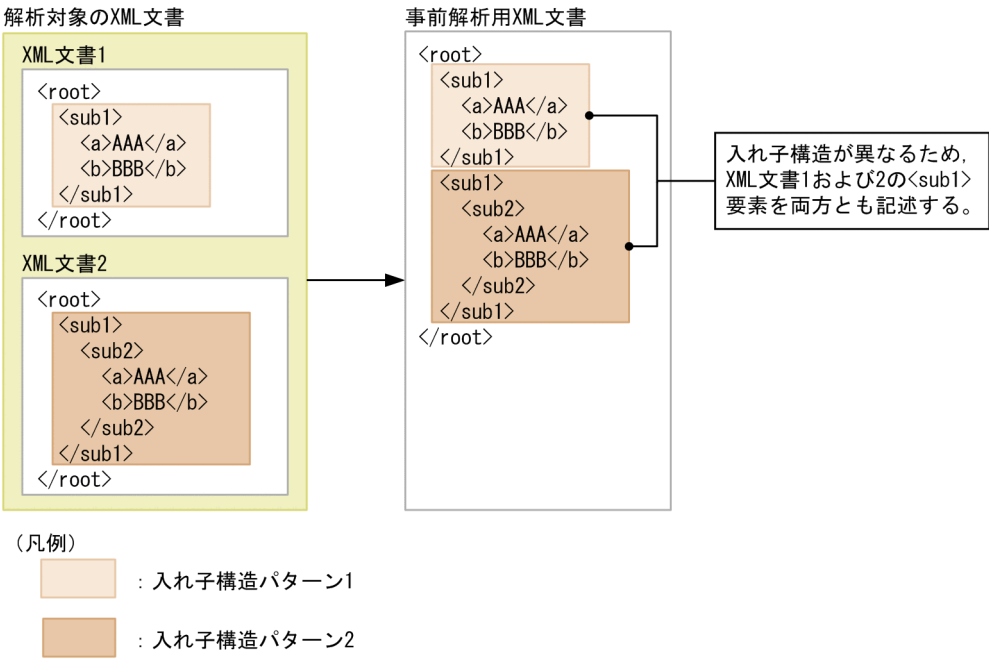 解析対象のXML文書
XML文書1
<root>
<sub1>
<a>AAA</a>
<b>BBB</b>
</sub1>
</root>
XML文書2
<root>
<sub1>
<sub2>
<a>AAA</a>
<b>BBB</b>
</sub2>
</sub1>
</root>
事前解析用XML文書
<root>
<sub1>
<a>AAA</a>
<b>BBB</b>
</sub1>
<sub1>
<sub2>
<a>AAA</a>
<b>BBB</b>
</sub2>
</sub1>
</root>
入れ子構造が異なるため,
XML文書1および2の<sub1>
要素を両方とも記述する。
(凡例)
：入れ子構造パターン1
：入れ子構造パターン2